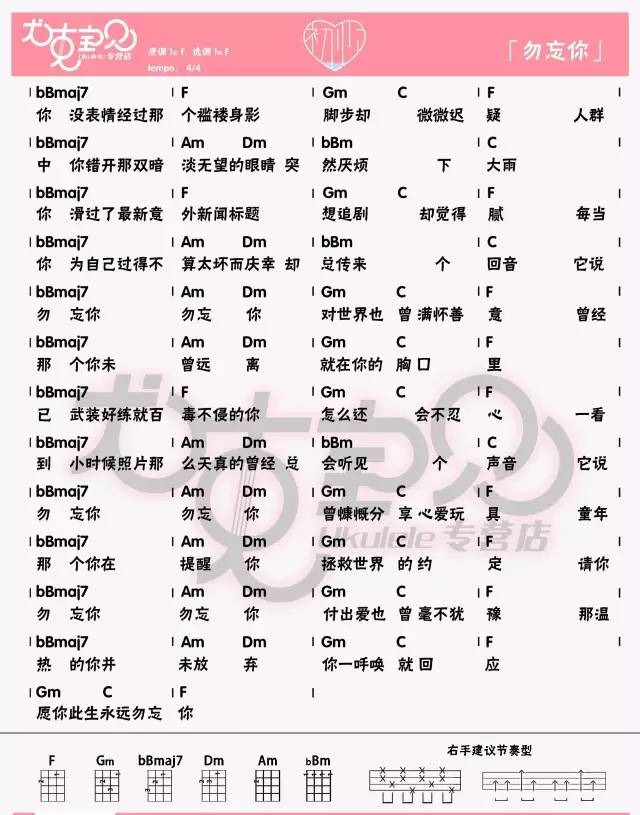 尤克宝贝
Ukulele 专营店
原调 1=F 选调 1=F
tempo: 4/4
「勿忘你」
| bBmaj7 | F | Gm C | F |
你 没表情经过那 个褴褛身影 脚步却 微微迟 疑 人群
| bBmaj7 | Am Dm | bBm | C |
中 你错开那双暗 淡无望的眼睛 突 然厌烦 下 大雨
| bBmaj7 | F | Gm C | F |
你 滑过了最新意 外新闻标题 想追剧 却觉得 腻 每当
| bBmaj7 | Am Dm | bBm | C |
你 为自己过得不 算太坏而庆幸 却 总传来 个 回音 它说
| bBmaj7 | Am Dm | Gm C | F |
勿 忘你 勿忘 你 对世界也 曾 满怀善 意 曾经
| bBmaj7 | Am Dm | Gm C | F |
那 个你未 曾远 离 就在你的 胸口 里
| bBmaj7 | F | Gm C | F |
已 武装好练就百 毒不侵的你 怎么还 会不忍 心 一看
| bBmaj7 | Am Dm | bBm | C |
到 小时候照片那 么天真的曾经 总 会听见 个 声音 它说
| bBmaj7 | Am Dm | Gm C | F |
勿 忘你 勿忘 你 曾慷慨分 享 心爱玩 具 童年
| bBmaj7 | Am Dm | Gm C | F |
那 个你在 提醒 你 拯救世界 的 约 定 请你
| bBmaj7 | Am Dm | Gm C | F |
勿 忘你 勿忘 你 付出爱也 曾 毫不犹 豫 那温
| bBmaj7 | Am Dm | Gm C | F |
热 的你并 未放 弃 你一呼唤 就 回 应
| Gm C | F |
愿你此生永远勿忘 你
尤克宝贝
Ukulele 专营店
右手建议节奏型
F Gm bBmaj7 Dm Am bBm